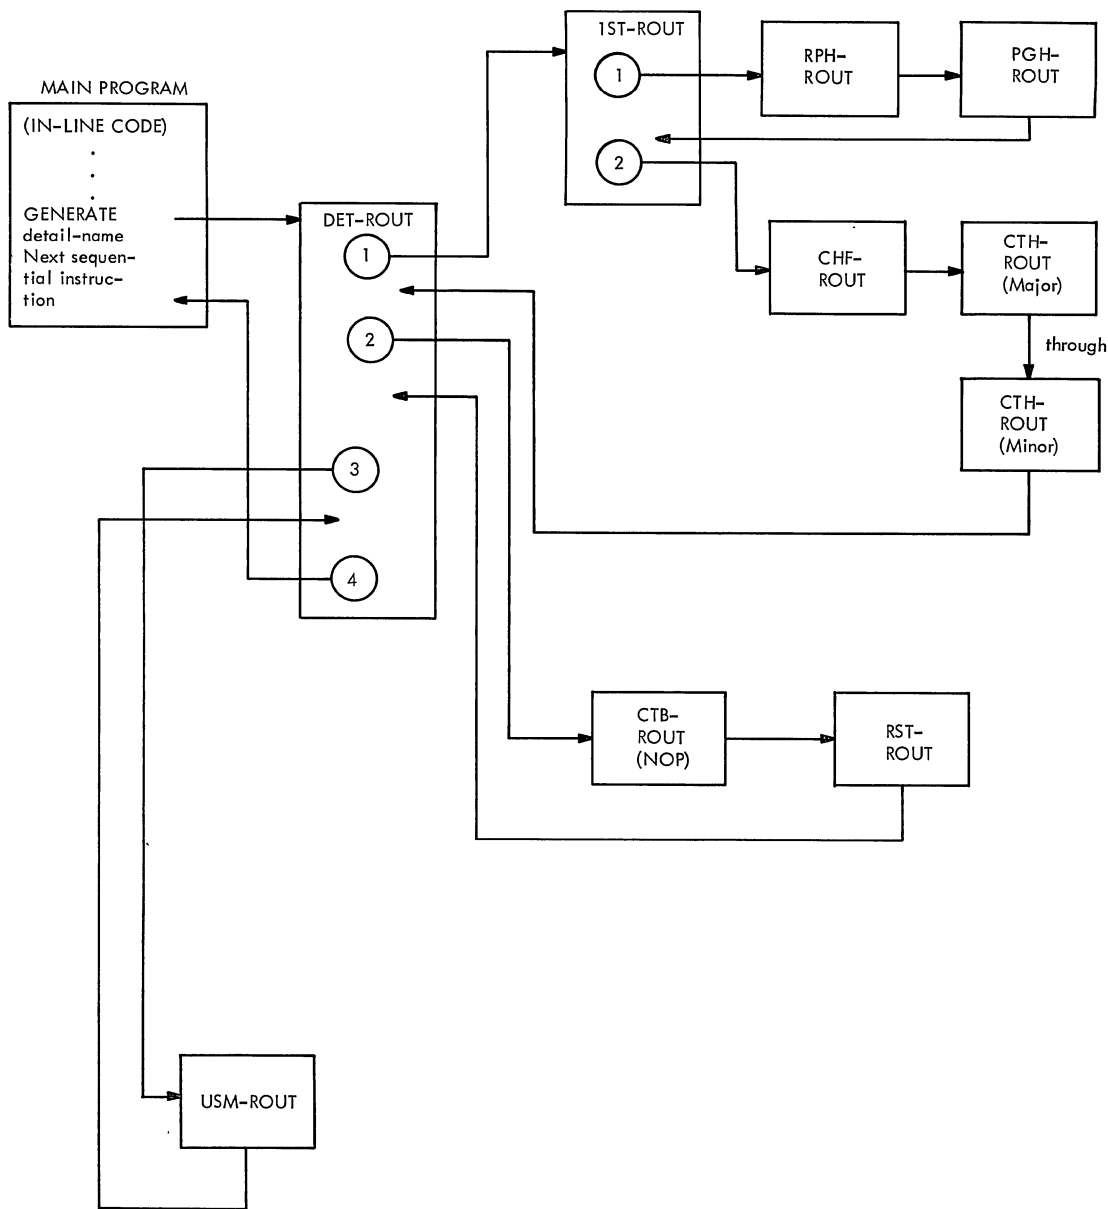 MAIN PROGRAM
(IN-LINE CODE)
.
.
.
GENERATE
detail-name
Next sequen-
tial instruc-
tion
DET-ROUT
1
2
3
4
1ST-ROUT
1
2
RPH-
ROUT
PGH-
ROUT
CHF-
ROUT
CTH-
ROUT
(Major)
through
CTH-
ROUT
(Minor)
CTB-
ROUT
(NOP)
RST-
ROUT
USM-ROUT